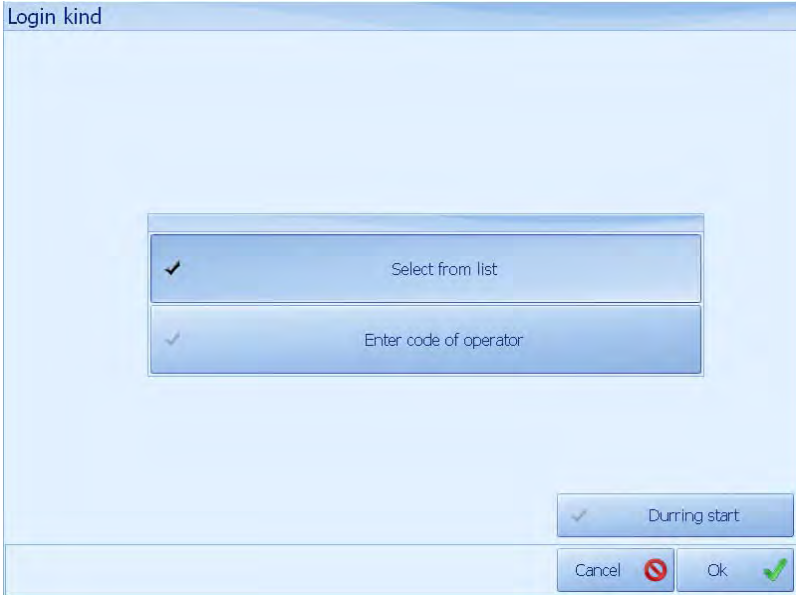 Login kind
Select from list
Enter code of operator
Durring start
Cancel
Ok